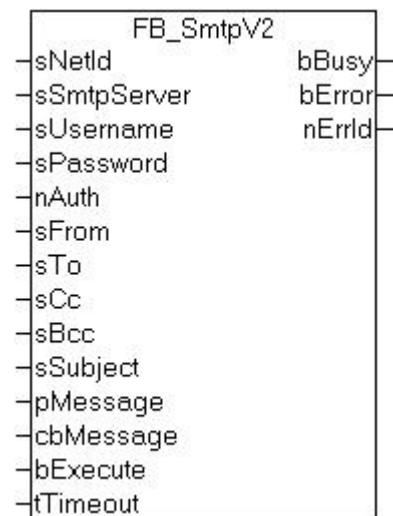 FB_SmtpV2
sNetId bBusy
sSmtpServer bError
sUsername nErrId
sPassword
nAuth
sFrom
sTo
sCc
sBcc
sSubject
pMessage
cbMessage
bExecute
tTimeout